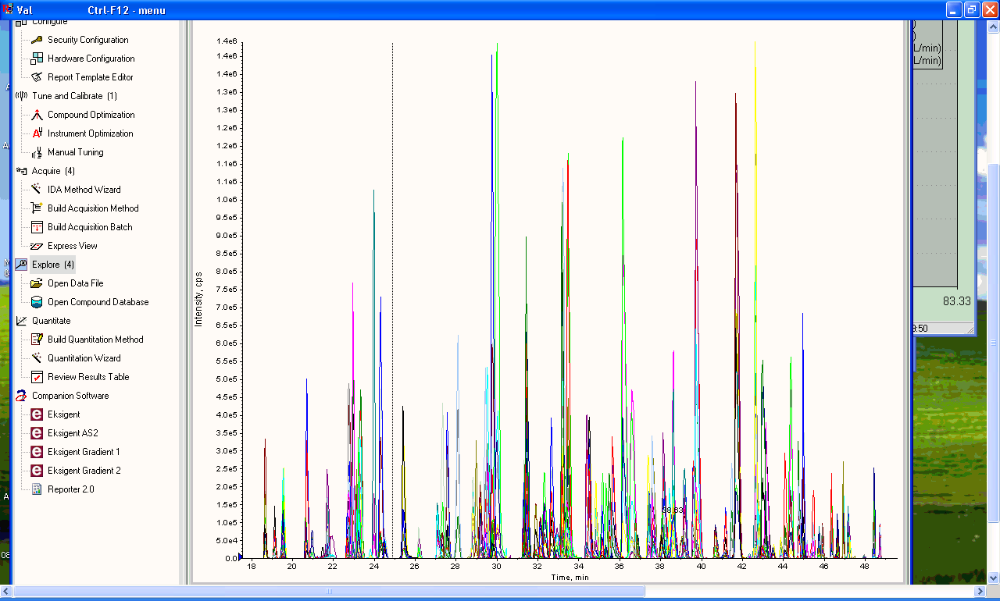 Val Ctrl-F12 - menu
Configure
Security Configuration
Hardware Configuration
Report Template Editor
Tune and Calibrate (1)
Compound Optimization
Instrument Optimization
Manual Tuning
Acquire (4)
IDA Method Wizard
Build Acquisition Method
Build Acquisition Batch
Express View
Explore (4)
Open Data File
Open Compound Database
Quantitate
Build Quantitation Method
Quantitation Wizard
Review Results Table
Companion Software
Eksigent
Eksigent AS2
Eksigent Gradient 1
Eksigent Gradient 2
Reporter 2.0
Intensity, cps
1.4e6
1.4e6
1.4e6
1.3e6
1.3e6
1.2e6
1.2e6
1.1e6
1.1e6
1.0e6
9.5e5
9.0e5
8.5e5
8.0e5
7.5e5
7.0e5
6.5e5
6.0e5
5.5e5
5.0e5
4.5e5
4.0e5
3.5e5
3.0e5
2.5e5
2.0e5
1.5e5
1.0e5
5.0e4
0.0
18 20 22 24 26 28 30 32 34 36 38 40 42 44 46 48
Time, min
L/min)
L/min)
83.33
:50